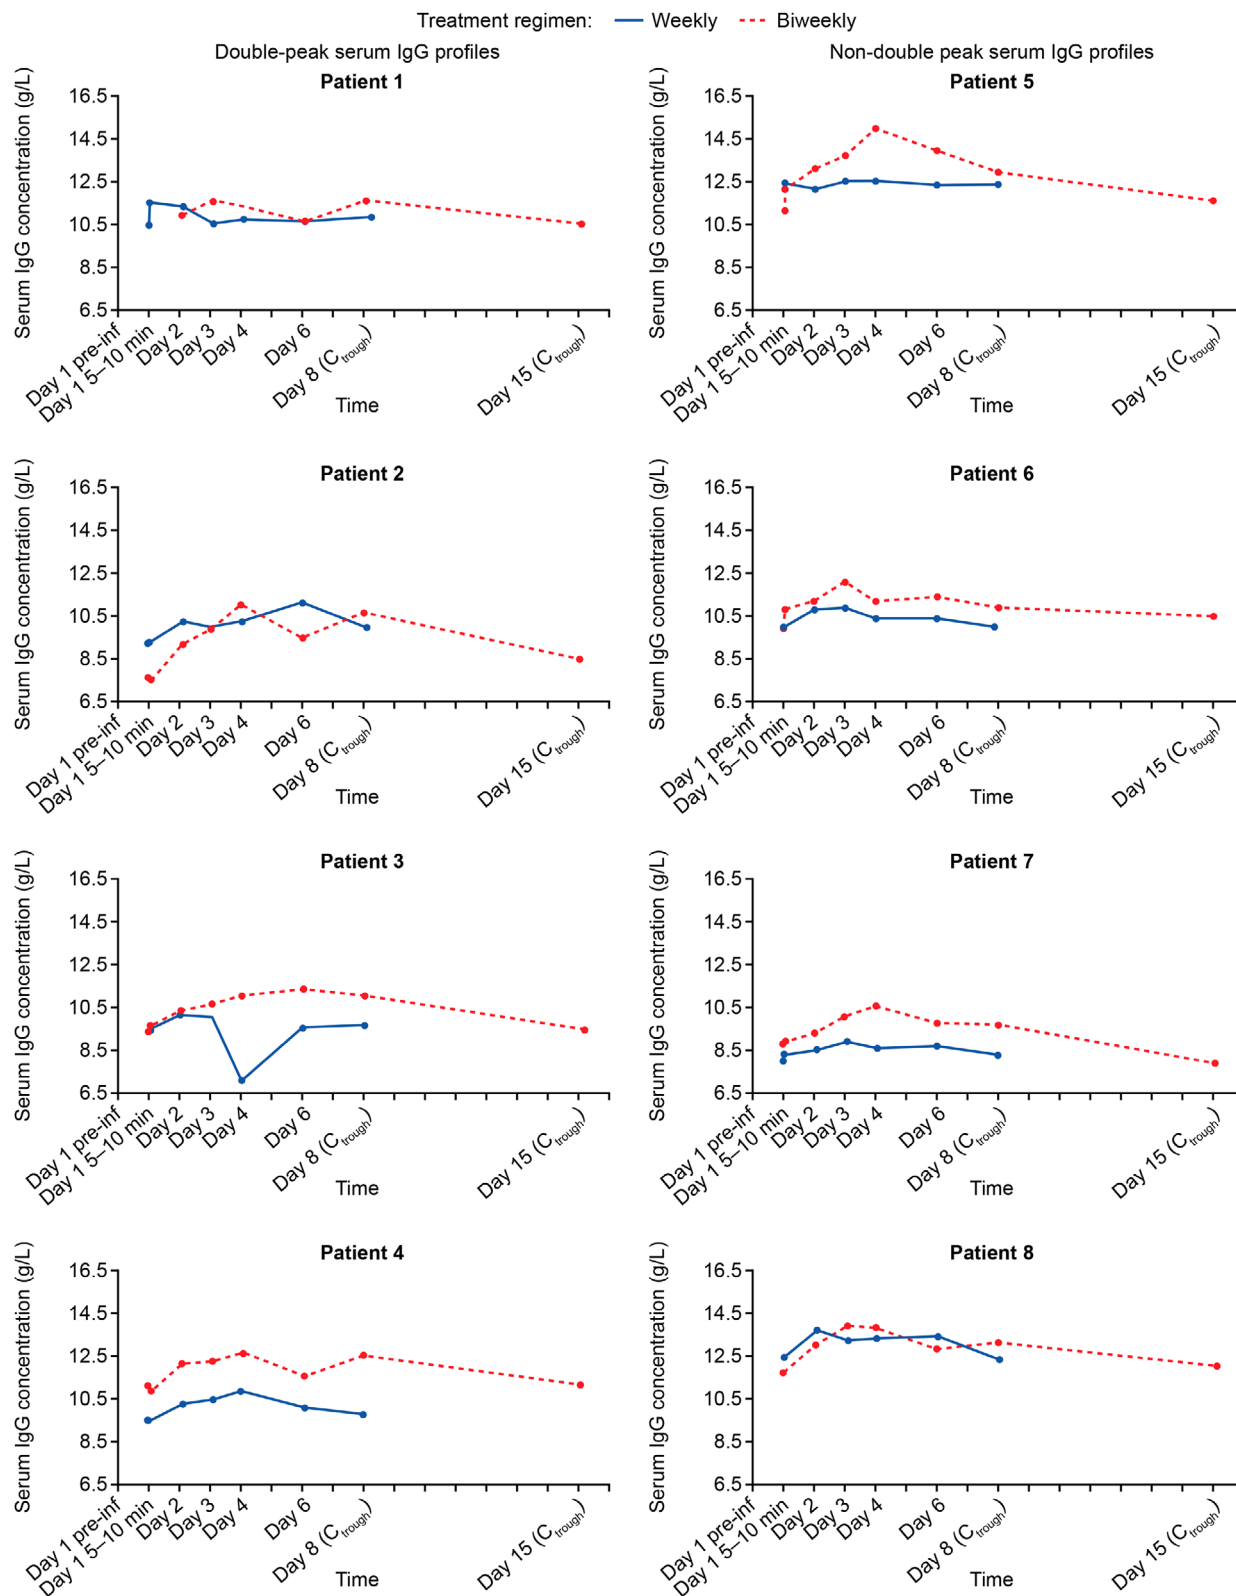 Treatment regimen: Weekly Biweekly
Double-peak serum IgG profiles
Non-double peak serum IgG profiles
Patient 1
Serum IgG concentration (g/L)
16.5
14.5
12.5
10.5
8.5
6.5
Day 1 pre-inf
Day 1 5–10 min
Day 2
Day 3
Day 4
Day 6
Day 8 (Ctrough)
Day 15 (Ctrough)
Time
Patient 5
Serum IgG concentration (g/L)
16.5
14.5
12.5
10.5
8.5
6.5
Day 1 pre-inf
Day 1 5–10 min
Day 2
Day 3
Day 4
Day 6
Day 8 (Ctrough)
Day 15 (Ctrough)
Time
Patient 2
Serum IgG concentration (g/L)
16.5
14.5
12.5
10.5
8.5
6.5
Day 1 pre-inf
Day 1 5–10 min
Day 2
Day 3
Day 4
Day 6
Day 8 (Ctrough)
Day 15 (Ctrough)
Time
Patient 6
Serum IgG concentration (g/L)
16.5
14.5
12.5
10.5
8.5
6.5
Day 1 pre-inf
Day 1 5–10 min
Day 2
Day 3
Day 4
Day 6
Day 8 (Ctrough)
Day 15 (Ctrough)
Time
Patient 3
Serum IgG concentration (g/L)
16.5
14.5
12.5
10.5
8.5
6.5
Day 1 pre-inf
Day 1 5–10 min
Day 2
Day 3
Day 4
Day 6
Day 8 (Ctrough)
Day 15 (Ctrough)
Time
Patient 7
Serum IgG concentration (g/L)
16.5
14.5
12.5
10.5
8.5
6.5
Day 1 pre-inf
Day 1 5–10 min
Day 2
Day 3
Day 4
Day 6
Day 8 (Ctrough)
Day 15 (Ctrough)
Time
Patient 4
Serum IgG concentration (g/L)
16.5
14.5
12.5
10.5
8.5
6.5
Day 1 pre-inf
Day 1 5–10 min
Day 2
Day 3
Day 4
Day 6
Day 8 (Ctrough)
Day 15 (Ctrough)
Time
Patient 8
Serum IgG concentration (g/L)
16.5
14.5
12.5
10.5
8.5
6.5
Day 1 pre-inf
Day 1 5–10 min
Day 2
Day 3
Day 4
Day 6
Day 8 (Ctrough)
Day 15 (Ctrough)
Time